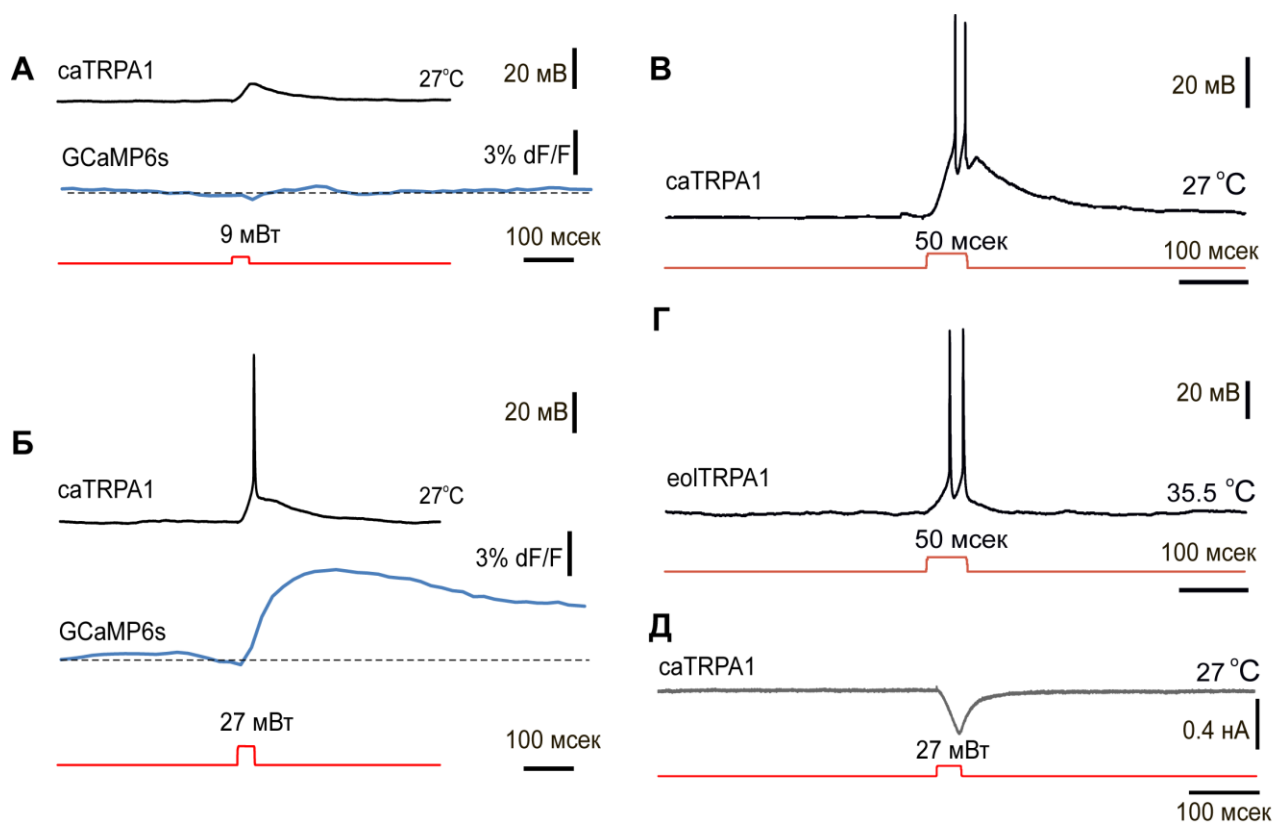 А
caTRPA1
27°C
20 мВ
GCaMP6s
3% dF/F
9 мВт
100 мсек
Б
caTRPA1
27°C
20 мВ
GCaMP6s
3% dF/F
27 мВт
100 мсек
В
caTRPA1
20 мВ
27 °C
50 мсек
100 мсек
Г
eolTRPA1
20 мВ
35.5 °C
50 мсек
100 мсек
Д
caTRPA1
27 °C
0.4 нА
27 мВт
100 мсек